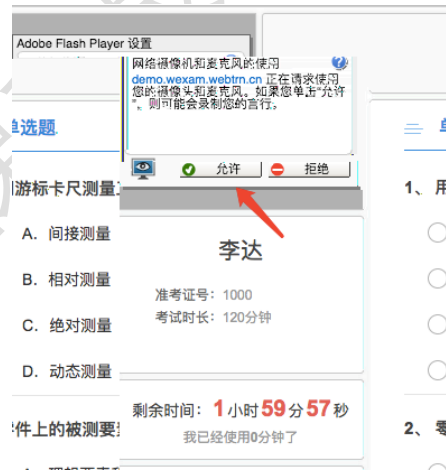 Adobe Flash Player 设置
网络摄像机和麦克风的使用
demo.wexam.webtrn.cn 正在请求使用
您的摄像头和麦克风。如果您单击“允许
”，则可能会录制您的言行。
允许
拒绝
单选题
游标卡尺测量
A. 间接测量
B. 相对测量
C. 绝对测量
D. 动态测量
件上的被测要
李达
准考证号：1000
考试时长：120分钟
剩余时间：1小时59分57秒
我已经使用0分钟了
1、用
2、零